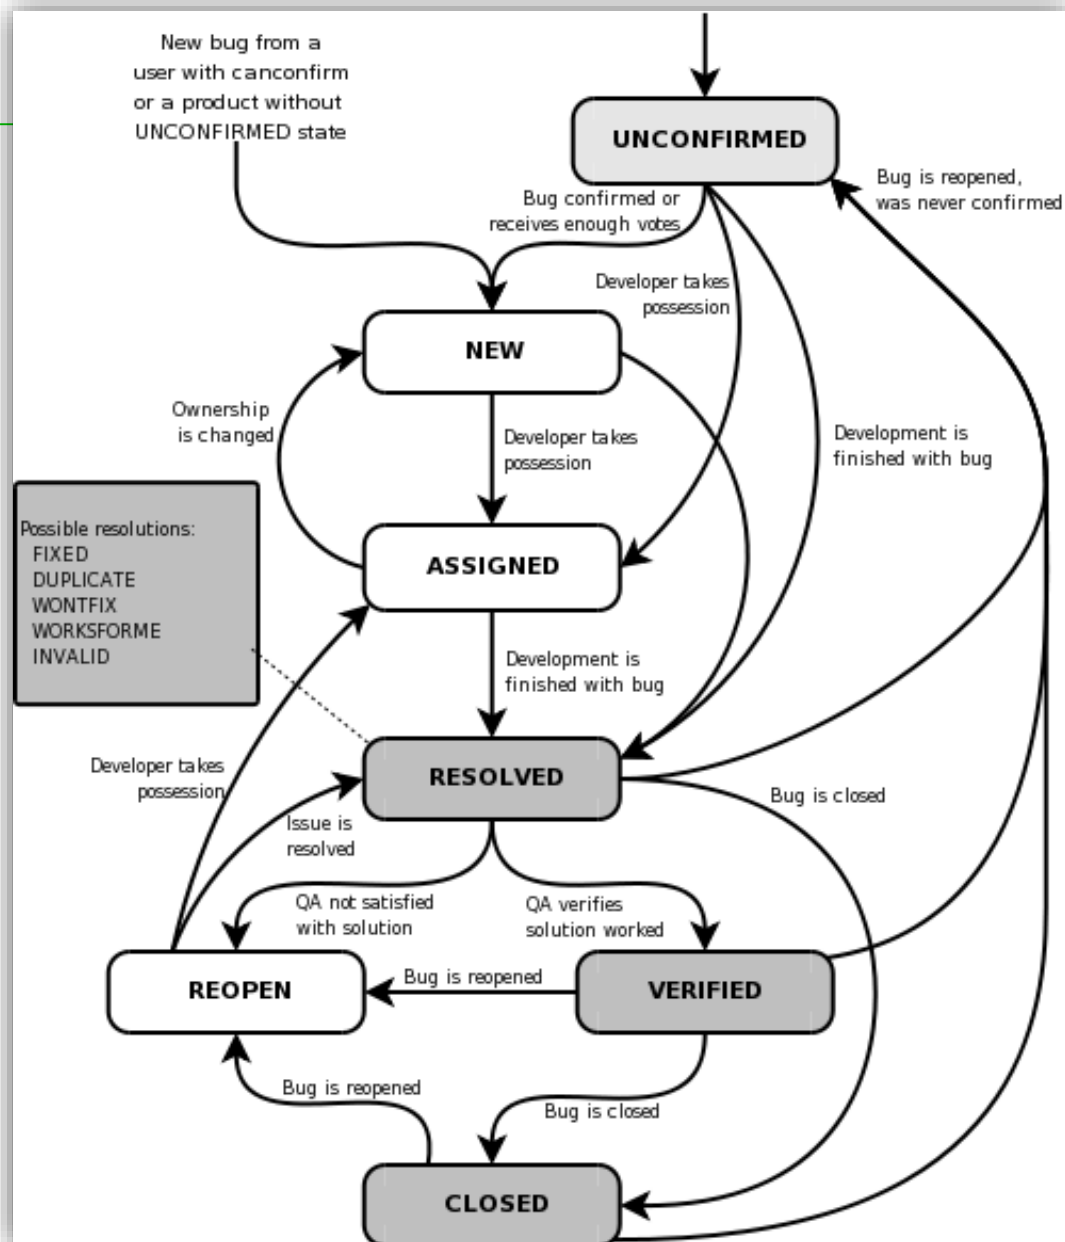 New bug from a
user with canconfirm
or a product without
UNCONFIRMED state
UNCONFIRMED
Bug is reopened,
was never confirmed
Bug confirmed or
receives enough votes
Developer takes
possession
NEW
Ownership
is changed
Developer takes
possession
Development is
finished with bug
Possible resolutions:
FIXED
DUPLICATE
WONTFIX
WORKSFORME
INVALID
ASSIGNED
Development is
finished with bug
Developer takes
possession
RESOLVED
Bug is closed
Issue is
resolved
QA not satisfied
with solution
QA verifies
solution worked
REOPEN
Bug is reopened
VERIFIED
Bug is reopened
Bug is closed
CLOSED